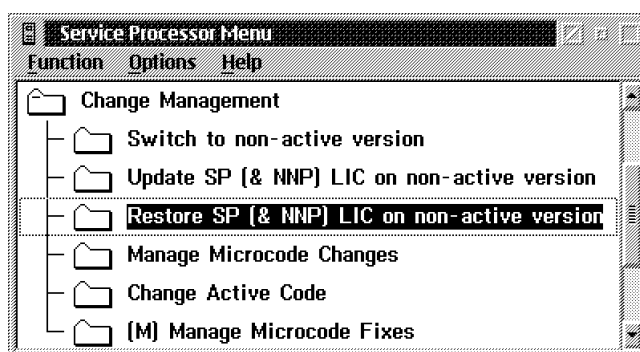 Service Processor Menu
Function Options Help
Change Management
Switch to non-active version
Update SP (& NNP) LIC on non-active version
Restore SP (& NNP) LIC on non-active version
Manage Microcode Changes
Change Active Code
(M) Manage Microcode Fixes